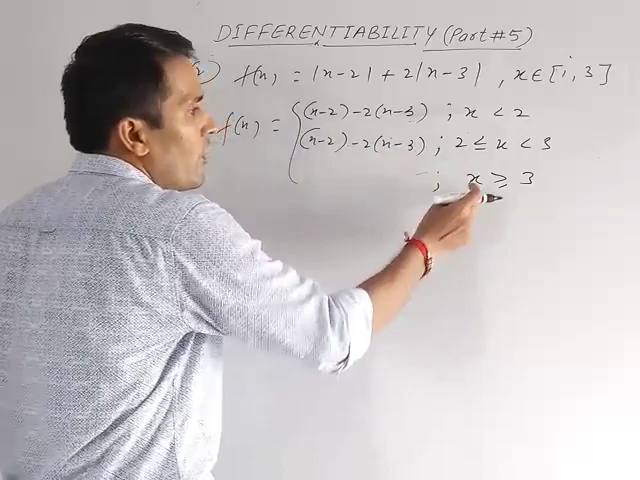 DIFFERENTIABILITY (Part #5)
) f(x) = |x-2| + 2|x-3| , x ∈ [1, 3]
f(x) = { (x-2) - 2(x-3) ; x < 2
(x-2) - 2(x-3) ; 2 ≤ x < 3
; x ≥ 3